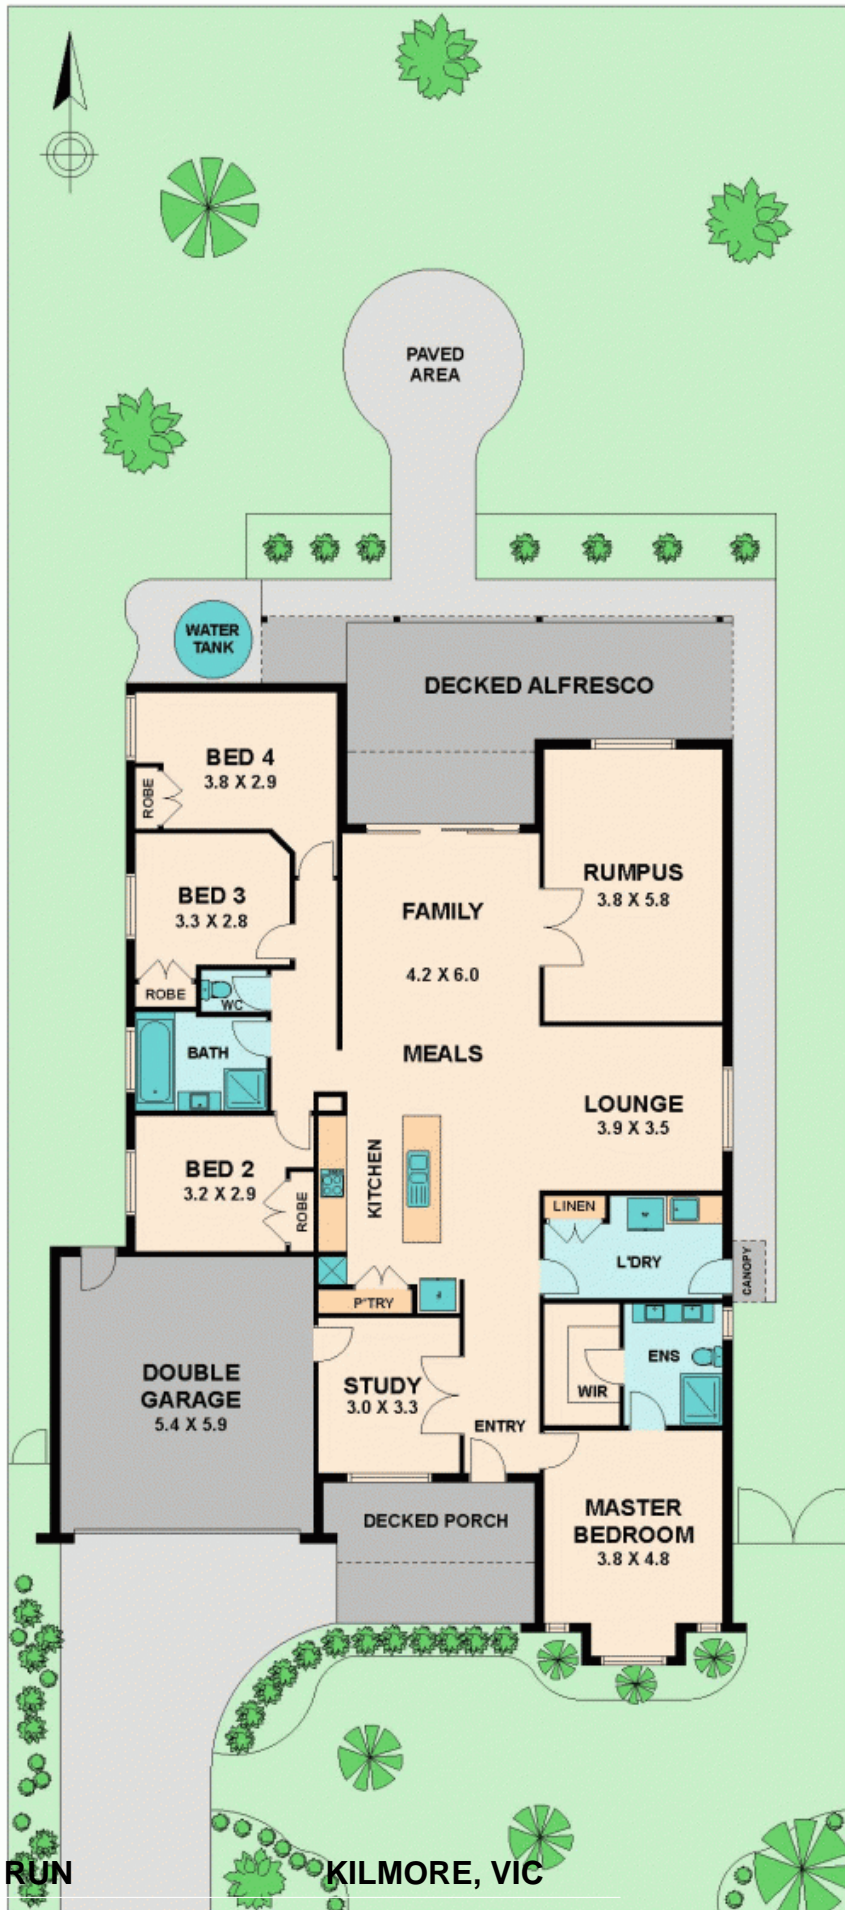 PAVED
AREA
WATER
TANK
DECKED ALFRESCO
BED 4
3.8 X 2.9
ROBE
RUMPUS
3.8 X 5.8
BED 3
3.3 X 2.8
FAMILY
4.2 X 6.0
ROBE
WC
BATH
MEALS
LOUNGE
3.9 X 3.5
KITCHEN
BED 2
3.2 X 2.9
ROBE
LINEN
L'DRY
CANOPY
P'TRY
DOUBLE
GARAGE
5.4 X 5.9
STUDY
3.0 X 3.3
ENS
WIR
ENTRY
MASTER
BEDROOM
3.8 X 4.8
DECKED PORCH
RUN KILMORE, VIC